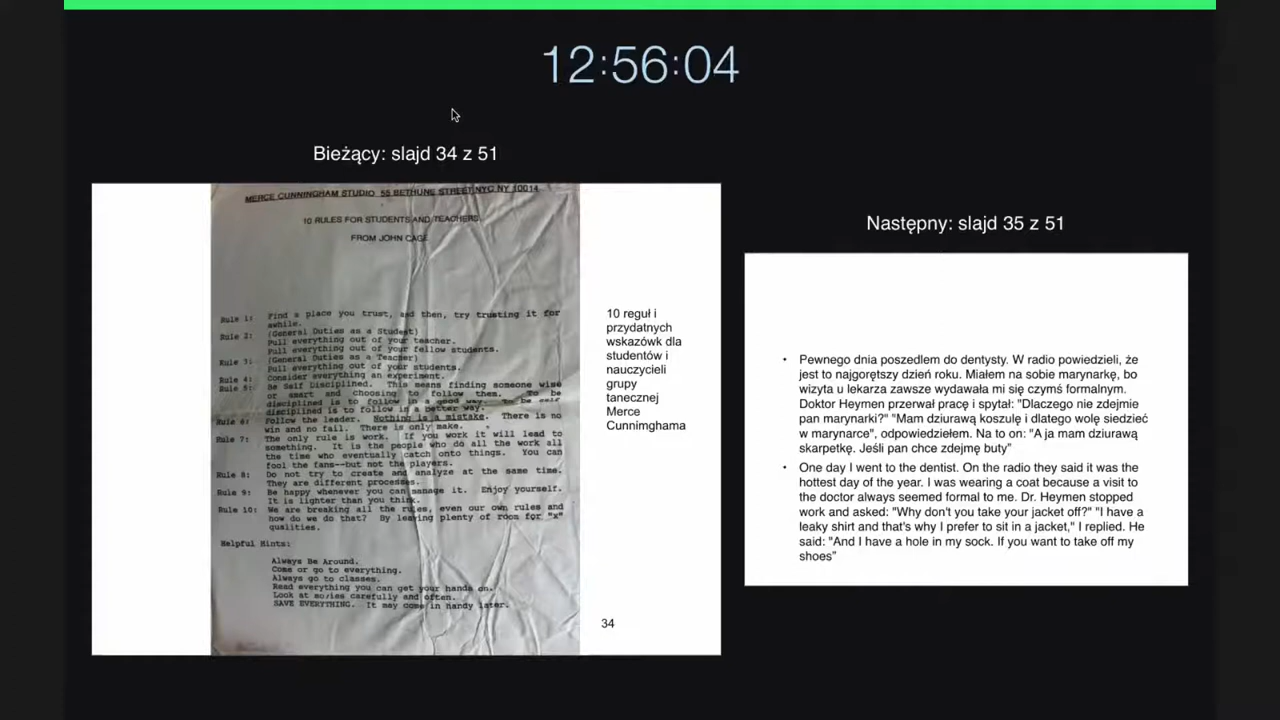 12:56:04
Bieżący: slajd 34 z 51
MERCE CUNNINGHAM STUDIO 55 BETHUNE STREET NYC NY 10014
10 RULES FOR STUDENTS AND TEACHERS
FROM JOHN CAGE
Rule 1: Find a place you trust, and then, try trusting it for
awhile.
Rule 2: (General Duties as a Student)
Pull everything out of your teacher.
Pull everything out of your fellow students.
Rule 3: (General Duties as a Teacher)
Pull everything out of your students.
Rule 4: Consider everything an experiment.
Rule 5: Be Self Disciplined. This means finding someone wise
or smart and choosing to follow them. To be
disciplined is to follow in a good way. To be self
disciplined is to follow in a better way.
Rule 6: Follow the leader. Nothing is a mistake. There is no
win and no fail. There is only make.
Rule 7: The only rule is work. If you work it will lead to
something. It is the people who do all the work all
the time who eventually catch onto things. You can
fool the fans--but not the players.
Rule 8: Do not try to create and analyze at the same time.
They are different processes.
Rule 9: Be happy whenever you can manage it. Enjoy yourself.
It is lighter than you think.
Rule 10: We are breaking all the rules, even our own rules and
how do we do that? By leaving plenty of room for "x"
qualities.
Helpful Hints:
Always Be Around.
Come or go to everything.
Always go to classes.
Read everything you can get your hands on.
Look at movies carefully and often.
SAVE EVERYTHING. It may come in handy later.
10 reguł i
przydatnych
wskazówk dla
studentów i
nauczycieli
grupy
tanecznej
Merce
Cunnimghama
34
Następny: slajd 35 z 51
• Pewnego dnia poszedłem do dentysty. W radio powiedzieli, że
jest to najgorętszy dzień roku. Miałem na sobie marynarkę, bo
wizyta u lekarza zawsze wydawała mi się czymś formalnym.
Doktor Heymen przerwał pracę i spytał: "Dlaczego nie zdejmie
pan marynarki?" "Mam dziurawą koszulę i dlatego wolę siedzieć
w marynarce", odpowiedziełem. Na to on: "A ja mam dziurawą
skarpetkę. Jeśli pan chce zdejmę buty"
• One day I went to the dentist. On the radio they said it was the
hottest day of the year. I was wearing a coat because a visit to
the doctor always seemed formal to me. Dr. Heymen stopped
work and asked: "Why don't you take your jacket off?" "I have a
leaky shirt and that's why I prefer to sit in a jacket," I replied. He
said: "And I have a hole in my sock. If you want to take off my
shoes"